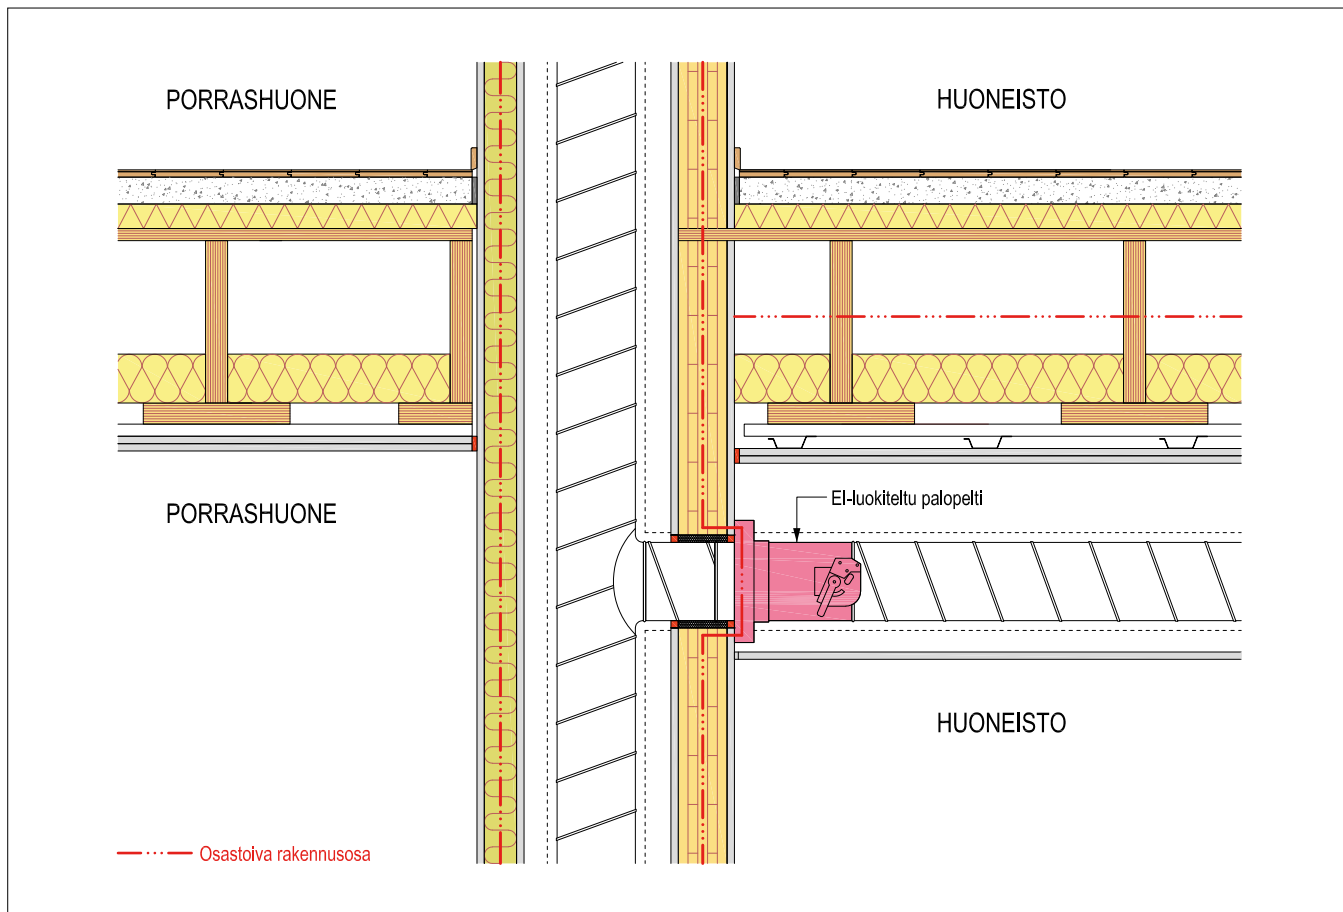 PORRASHUONE
HUONEISTO
EI-luokiteltu palopelti
PORRASHUONE
HUONEISTO
Osastoiva rakennusosa